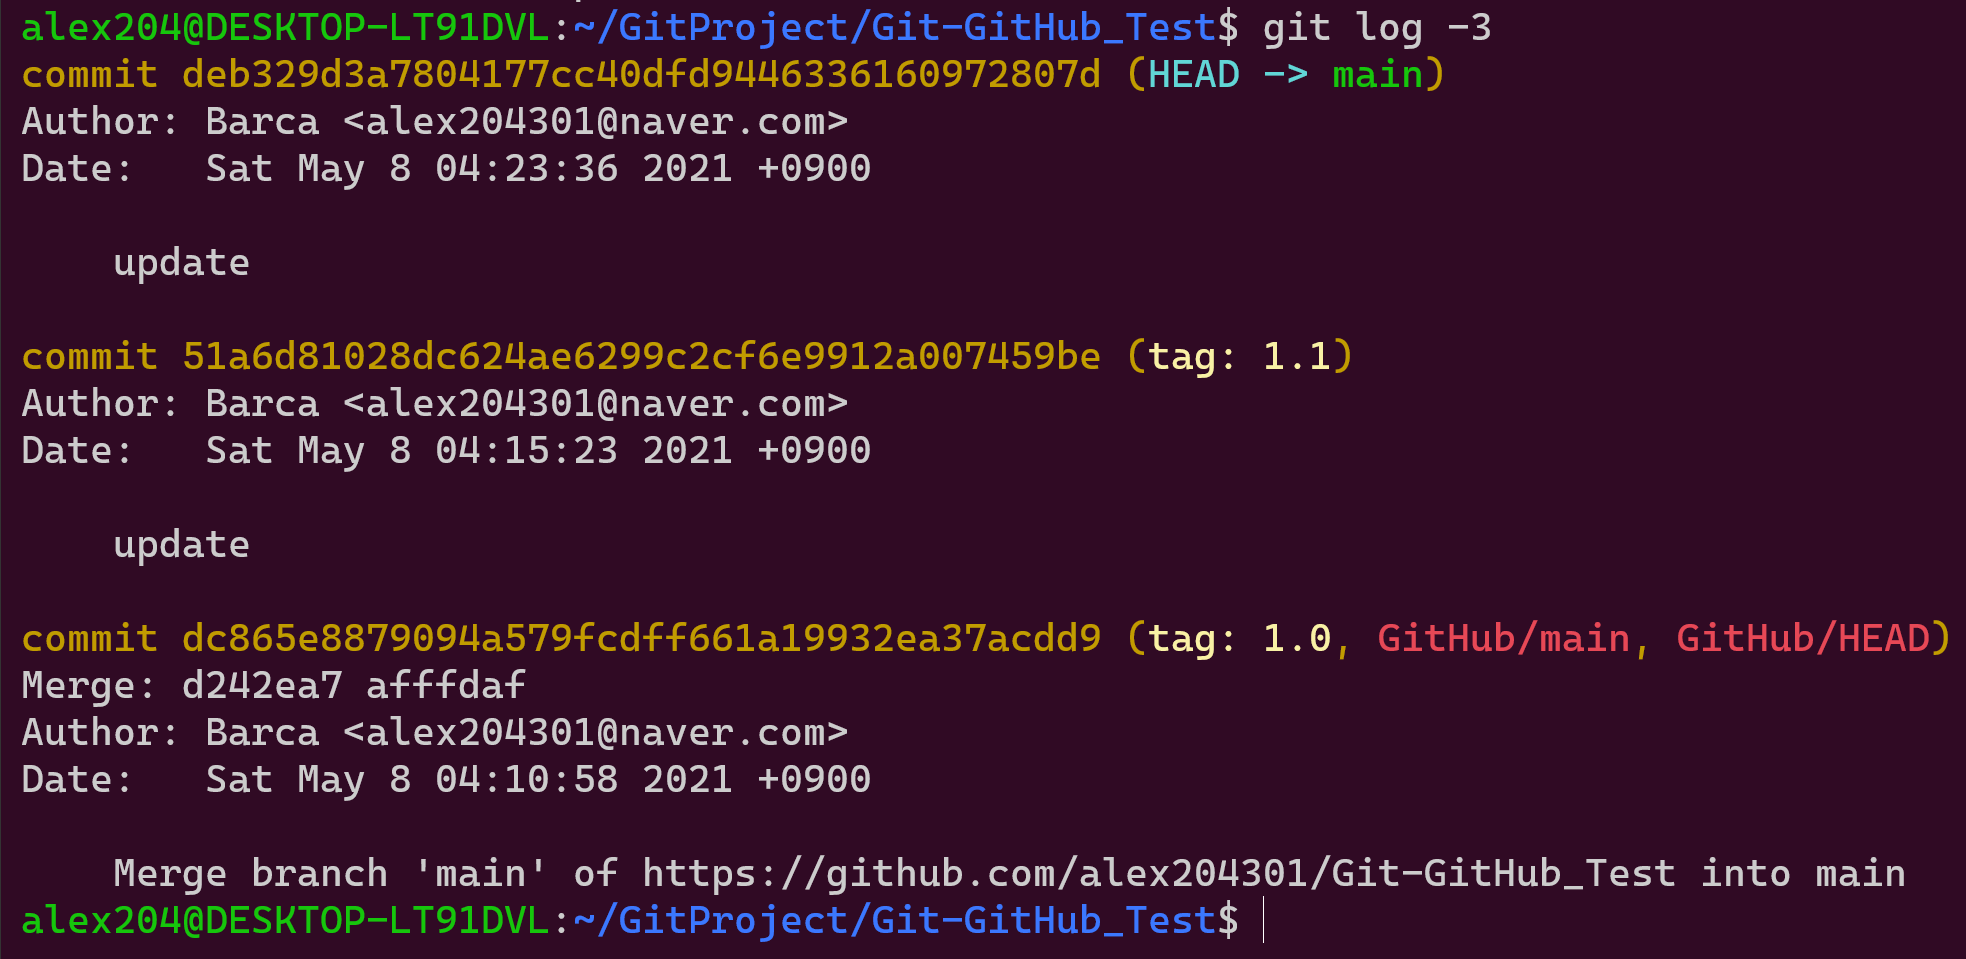 alex204@DESKTOP-LT91DVL:~/GitProject/Git-GitHub_Test$ git log -3
commit deb329d3a7804177cc40dfd9446336160972807d (HEAD -> main)
Author: Barca <alex204301@naver.com>
Date:   Sat May 8 04:23:36 2021 +0900
    update
commit 51a6d81028dc624ae6299c2cf6e9912a007459be (tag: 1.1)
Author: Barca <alex204301@naver.com>
Date:   Sat May 8 04:15:23 2021 +0900
    update
commit dc865e8879094a579fcdff661a19932ea37acdd9 (tag: 1.0, GitHub/main, GitHub/HEAD)
Merge: d242ea7 afffdaf
Author: Barca <alex204301@naver.com>
Date:   Sat May 8 04:10:58 2021 +0900
    Merge branch 'main' of https://github.com/alex204301/Git-GitHub_Test into main
alex204@DESKTOP-LT91DVL:~/GitProject/Git-GitHub_Test$